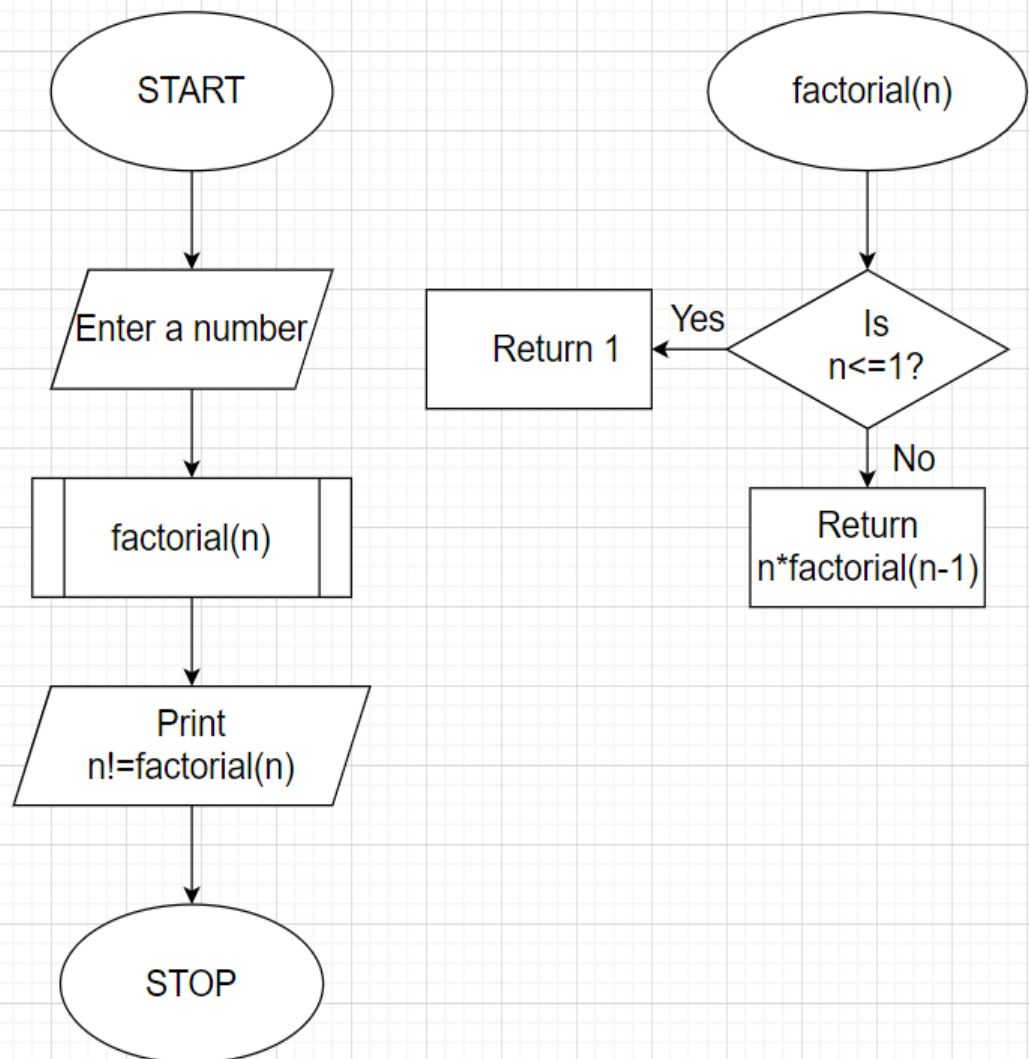 START
Enter a number
factorial(n)
Print
n!=factorial(n)
STOP
factorial(n)
Is
n<=1?
Yes
Return 1
No
Return
n*factorial(n-1)